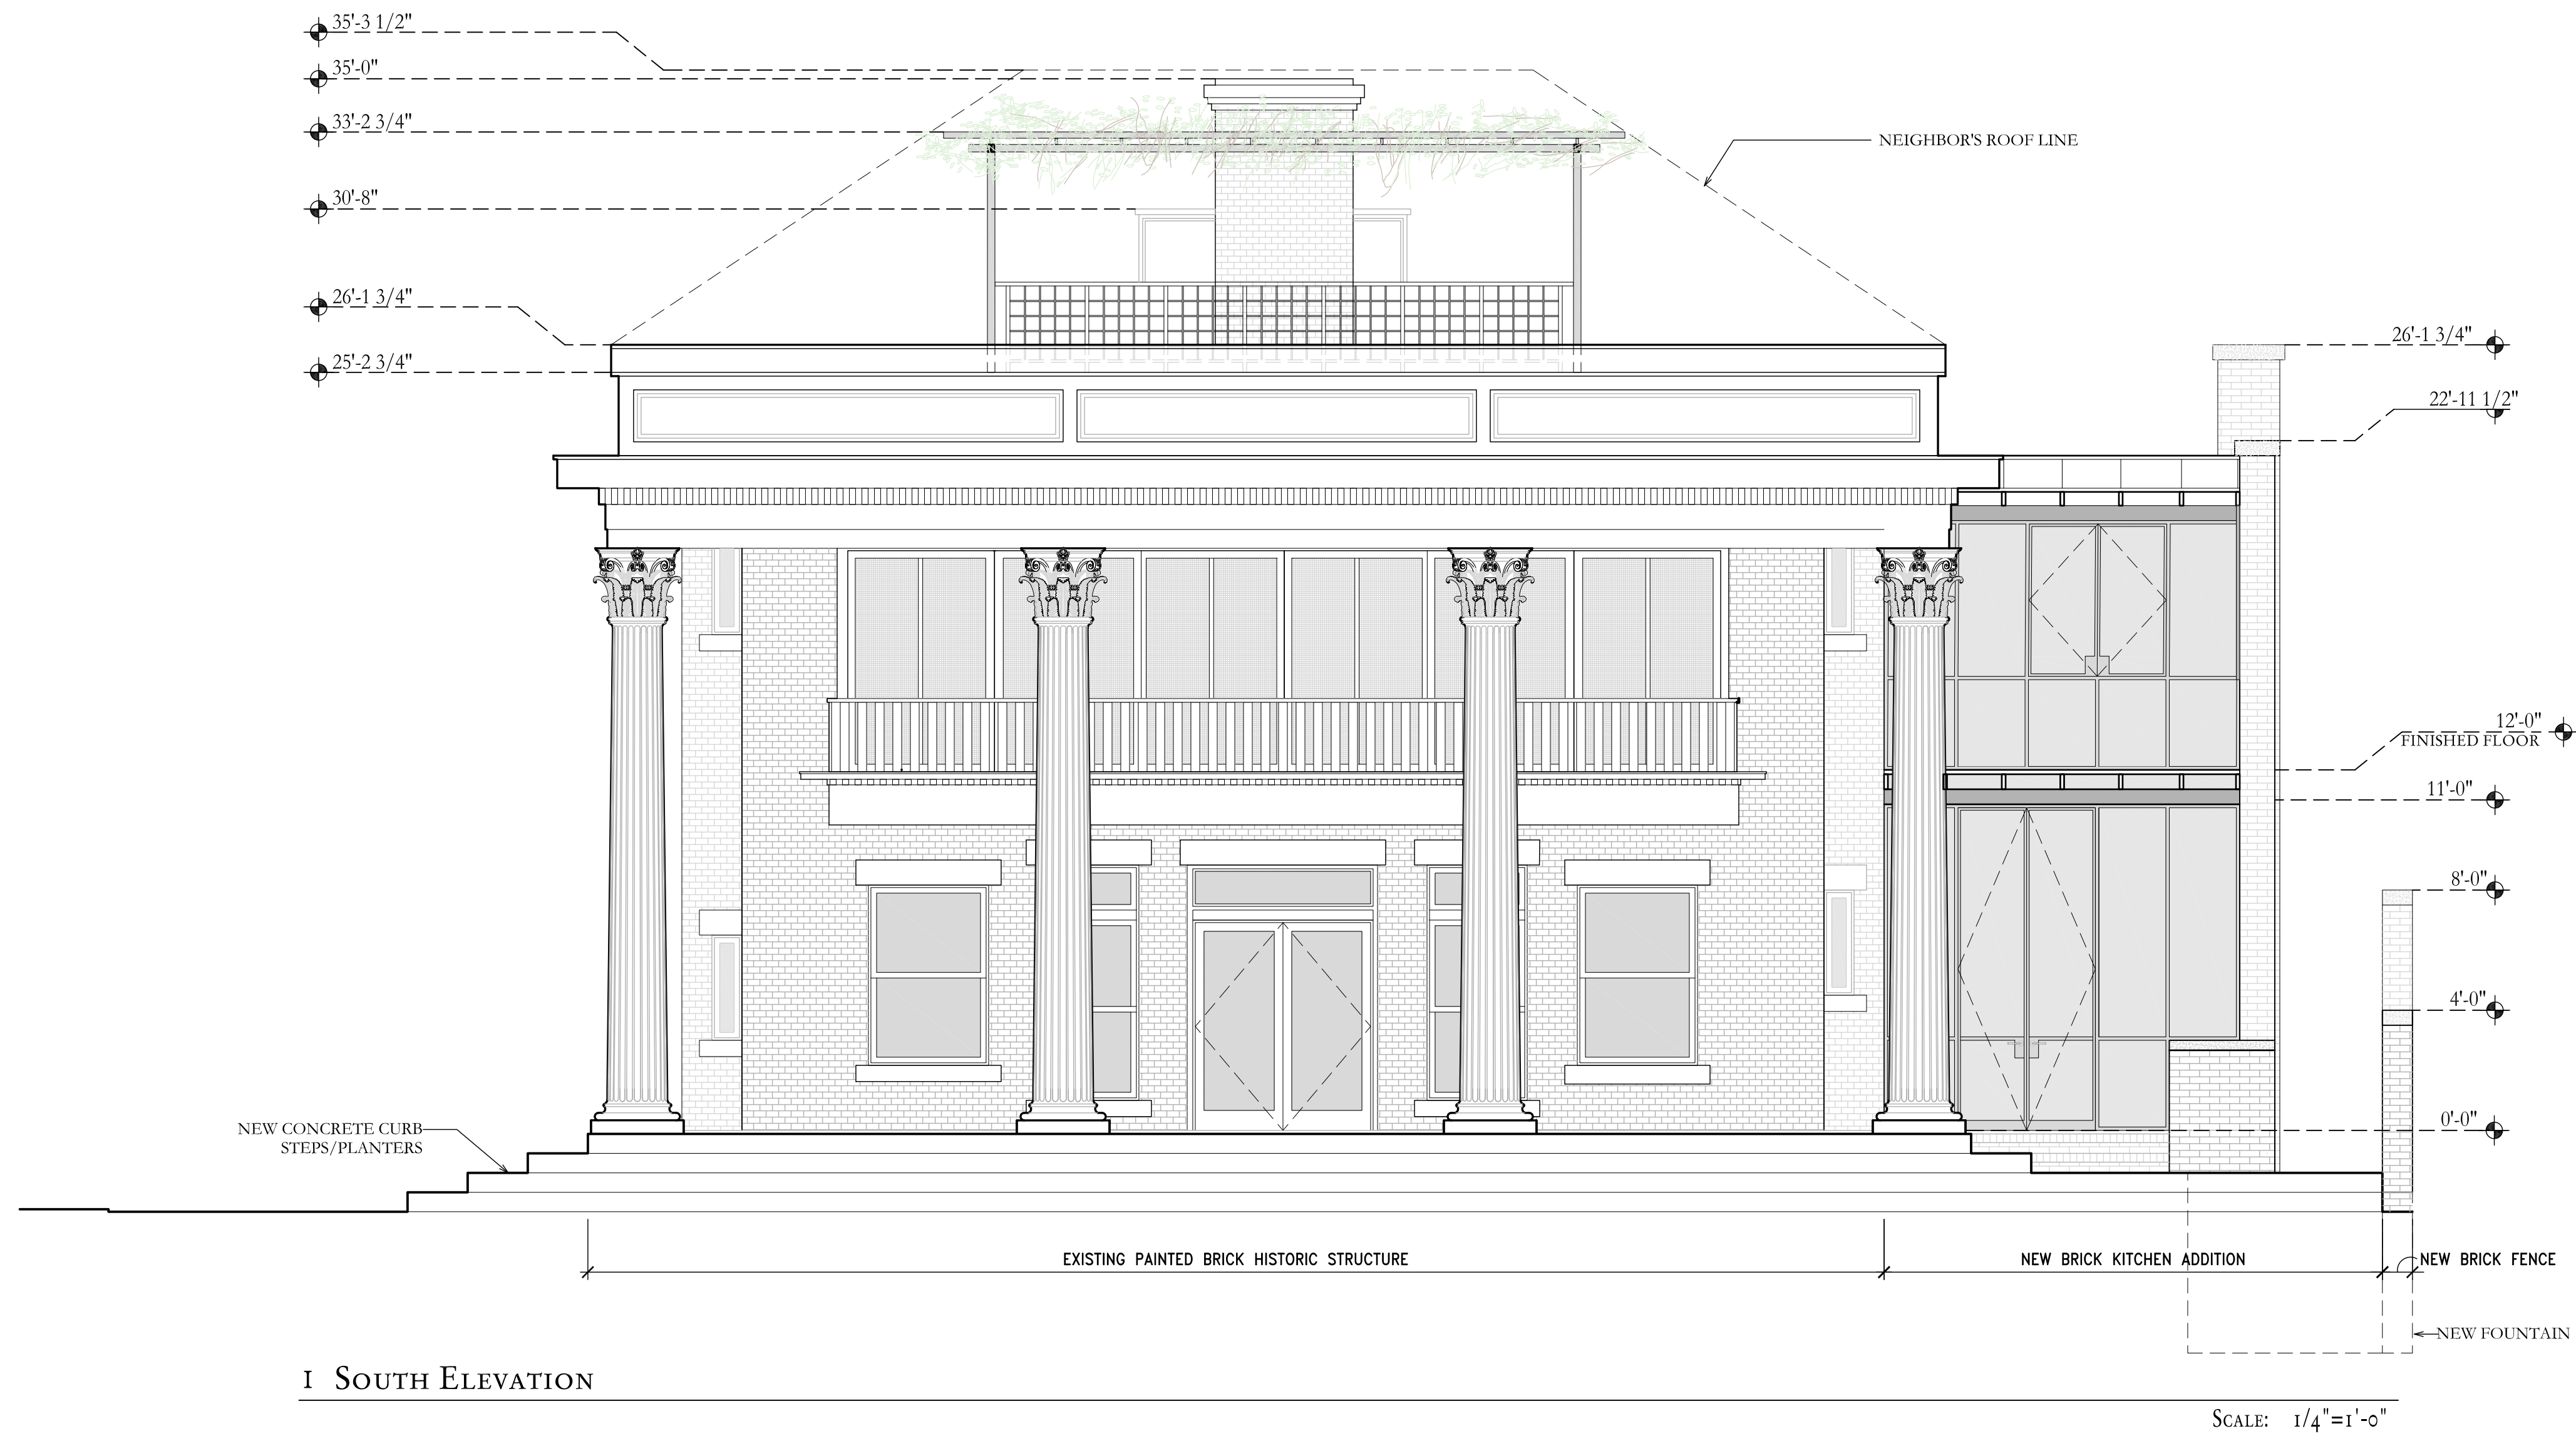 35'-3 1/2"
35'-0"
33'-2 3/4"
NEIGHBOR'S ROOF LINE
30'-8"
26'-1 3/4"
25'-2 3/4"
26'-1 3/4"
22'-11 1/2"
12'-0"
FINISHED FLOOR
11'-0"
8'-0"
4'-0"
0'-0"
NEW CONCRETE CURB
STEPS/PLANTERS
EXISTING PAINTED BRICK HISTORIC STRUCTURE
NEW BRICK KITCHEN ADDITION
NEW BRICK FENCE
NEW FOUNTAIN
1 South Elevation
Scale: 1/4"=1'-0"